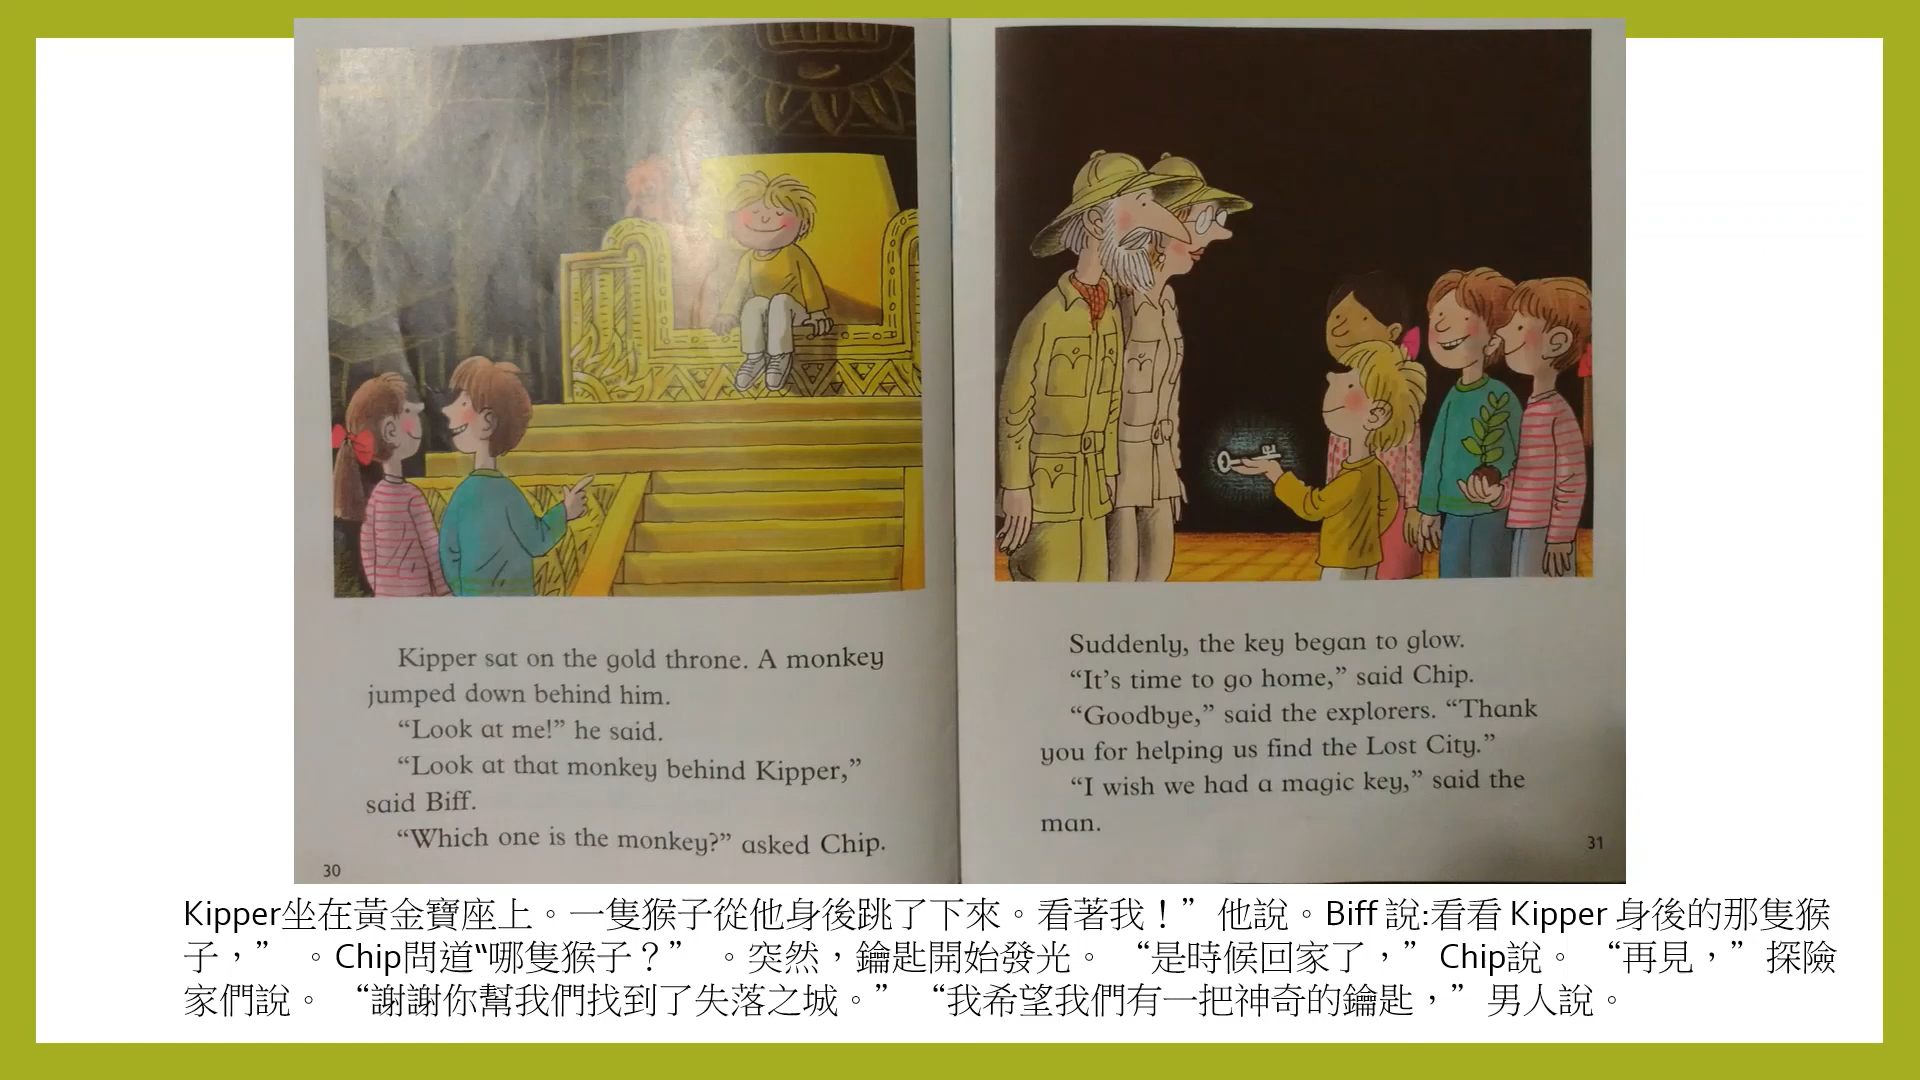 Kipper sat on the gold throne. A monkey
jumped down behind him.
“Look at me!” he said.
“Look at that monkey behind Kipper,”
said Biff.
“Which one is the monkey?” asked Chip.
30
Suddenly, the key began to glow.
“It’s time to go home,” said Chip.
“Goodbye,” said the explorers. “Thank
you for helping us find the Lost City.”
“I wish we had a magic key,” said the
man.
31
Kipper坐在黃金寶座上。一隻猴子從他身後跳了下來。看著我！” 他說。Biff 說:看看 Kipper 身後的那隻猴
子，” 。Chip問道“哪隻猴子？” 。突然，鑰匙開始發光。 “是時候回家了，” Chip說。 “再見，” 探險
家們說。 “謝謝你幫我們找到了失落之城。” “我希望我們有一把神奇的鑰匙，” 男人說。